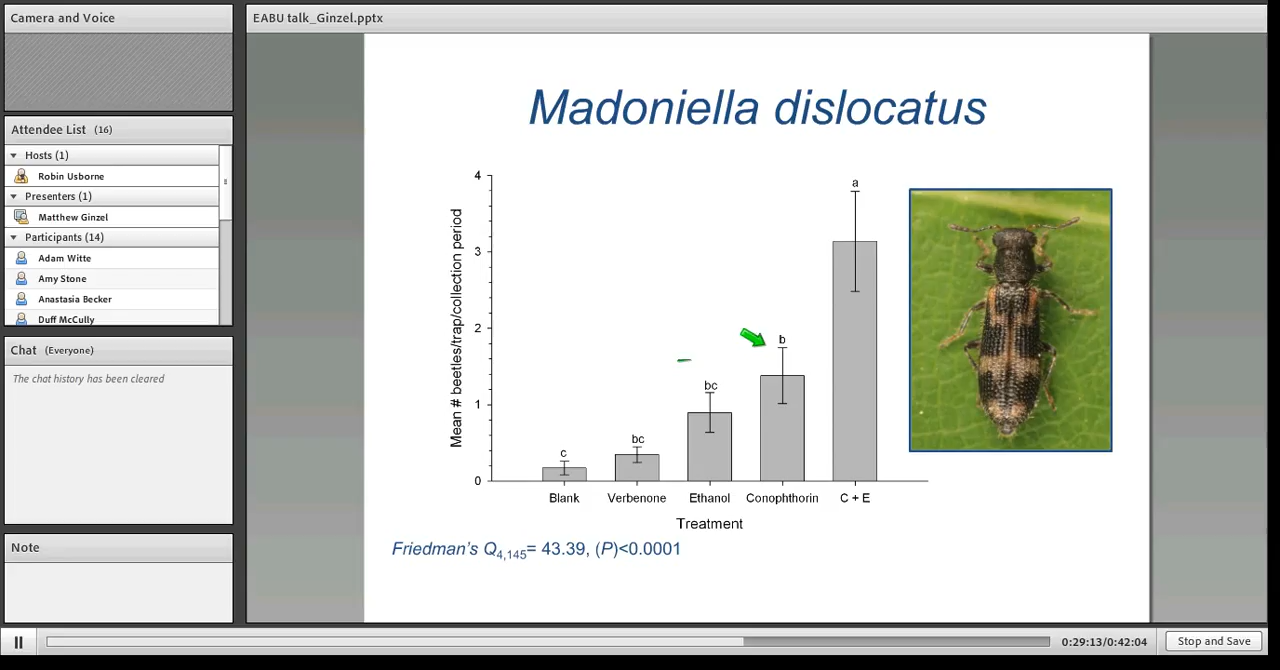 Camera and Voice
EABU talk_Ginzel.pptx
Attendee List (16)
Hosts (1)
Robin Usborne
Presenters (1)
Matthew Ginzel
Participants (14)
Adam Witte
Amy Stone
Anastasia Becker
Duff McCully
Chat (Everyone)
The chat history has been cleared
Note
Madoniella dislocatus
Mean # beetles/trap/collection period
4
3
2
1
0
c
bc
bc
b
a
Blank Verbenone Ethanol Conophthorin C + E
Treatment
Friedman's Q4,145= 43.39, (P)<0.0001
0:29:13/0:42:04
Stop and Save